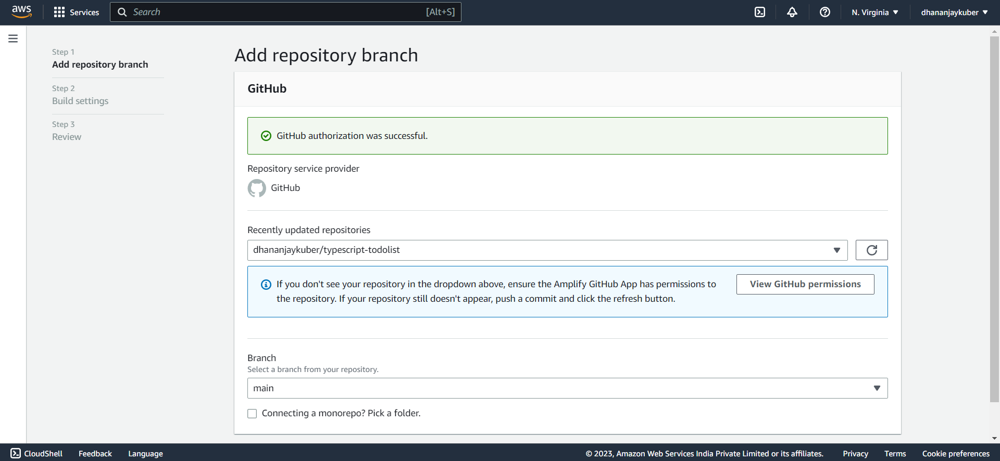 aws
Services
Search
[Alt+S]
N. Virginia
dhananjaykuber
Step 1
Add repository branch
Step 2
Build settings
Step 3
Review
Add repository branch
GitHub
GitHub authorization was successful.
Repository service provider
GitHub
Recently updated repositories
dhananjaykuber/typescript-todolist
If you don't see your repository in the dropdown above, ensure the Amplify GitHub App has permissions to
the repository. If your repository still doesn't appear, push a commit and click the refresh button.
View GitHub permissions
Branch
Select a branch from your repository.
main
Connecting a monorepo? Pick a folder.
CloudShell
Feedback
Language
© 2023, Amazon Web Services India Private Limited or its affiliates.
Privacy
Terms
Cookie preferences